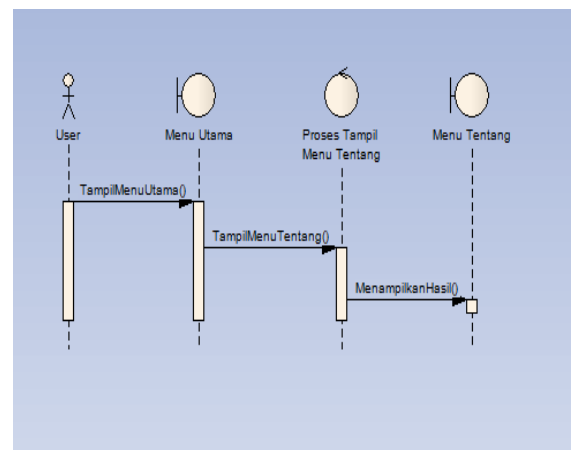 User
Menu Utama
Proses Tampil
Menu Tentang
Menu Tentang
TampilMenuUtama()
TampilMenuTentang()
MenampilkanHasil()